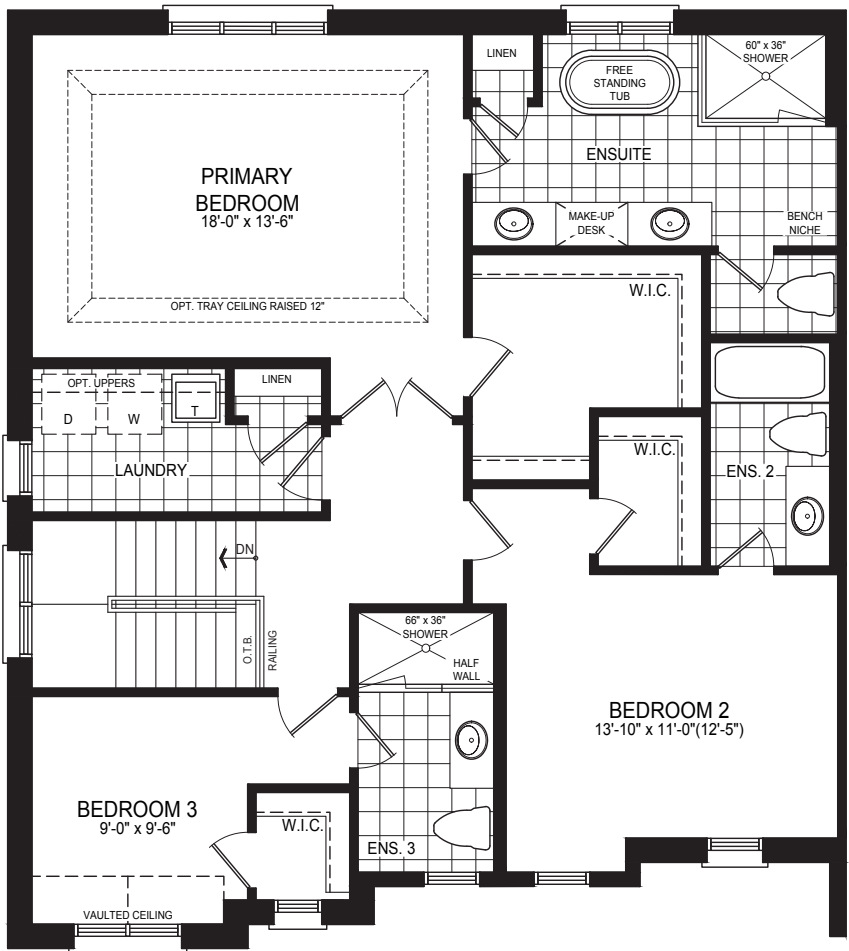 LINEN
60" x 36"
SHOWER
FREE
STANDING
TUB
ENSUITE
PRIMARY
BEDROOM
18'-0" x 13'-6"
MAKE-UP
DESK
BENCH
NICHE
OPT. TRAY CEILING RAISED 12"
W.I.C.
OPT. UPPERS
D
W
T
LINEN
LAUNDRY
W.I.C.
ENS. 2
DN
O.T.B.
RAILING
66" x 36"
SHOWER
HALF
WALL
BEDROOM 2
13'-10" x 11'-0"(12'-5")
BEDROOM 3
9'-0" x 9'-6"
W.I.C.
ENS. 3
VAULTED CEILING